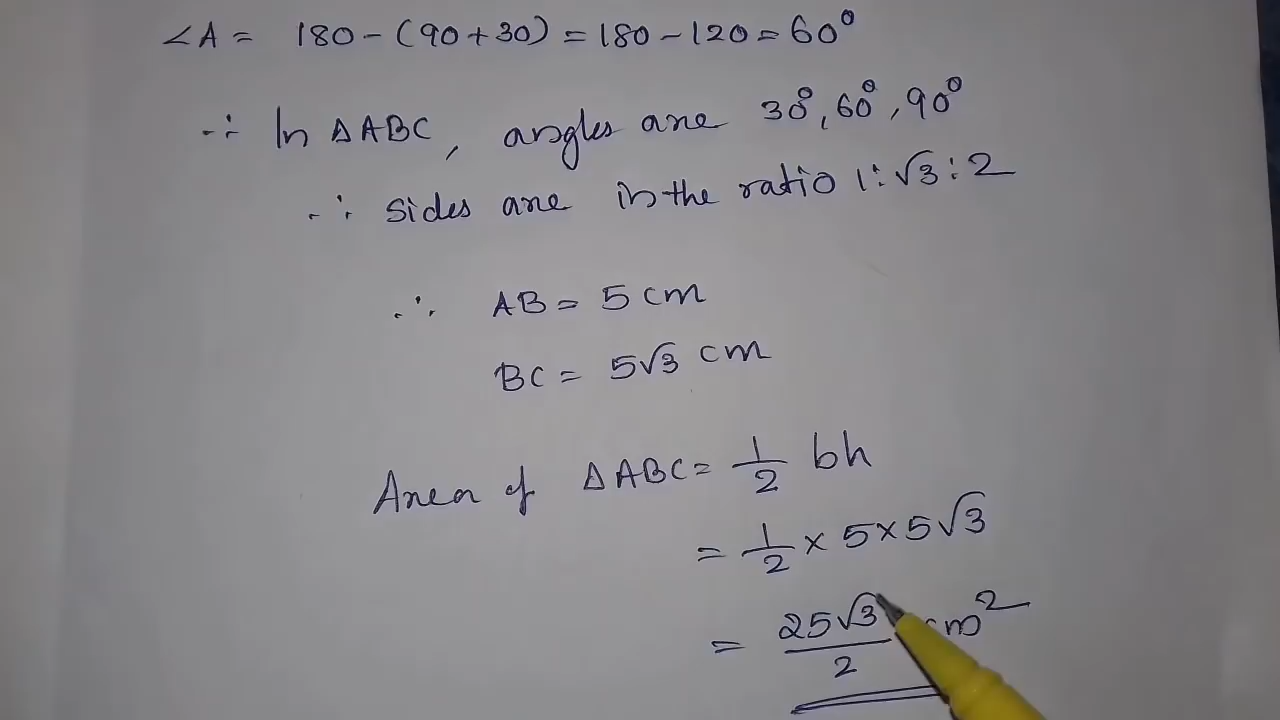 ∠A = 180-(90+30) = 180-120 = 60°
∴ In ΔABC, angles are 30°, 60°, 90°
∴ sides are in the ratio 1:√3:2
∴ AB = 5 cm
BC = 5√3 cm
Area of ΔABC = 1/2 bh
= 1/2 × 5 × 5√3
= 25√3/2 cm²